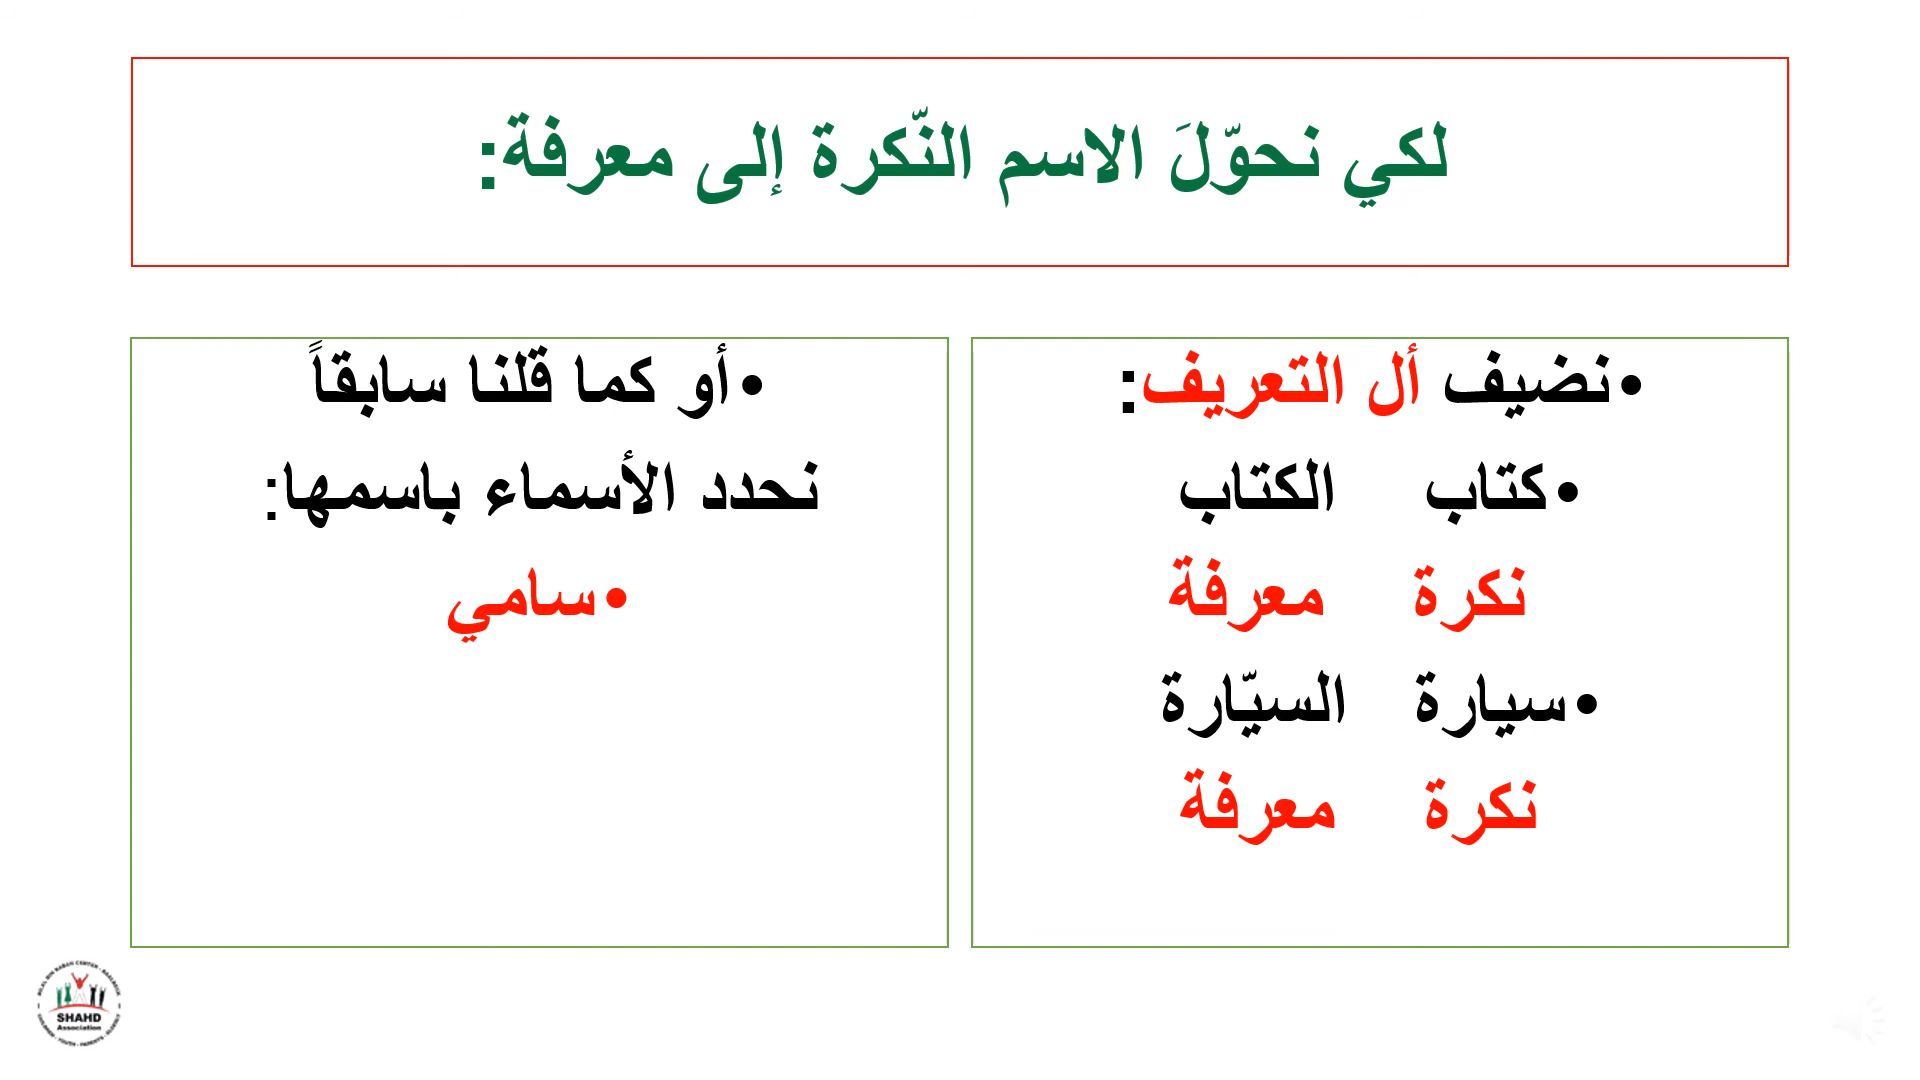 لكي نحوّلَ الاسم النّكرة إلى معرفة:
•نضيف أل التعريف:
•كتاب الكتاب
نكرة معرفة
•سيارة السيّارة
نكرة معرفة
•أو كما قلنا سابقاً
نحدد الأسماء باسمها:
•سامي
SHAHD
Association